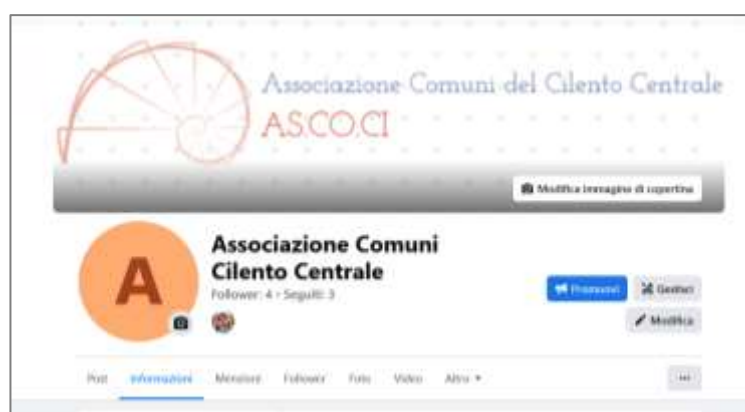 Associazione Comuni del Cilento Centrale
AS.CO.CI
Modifica immagine di copertina
A
Associazione Comuni
Cilento Centrale
Follower: 4 • Seguiti: 3
Promuovi
Gestisci
Modifica
Post Informazioni Menzioni Follower Foto Video Altro